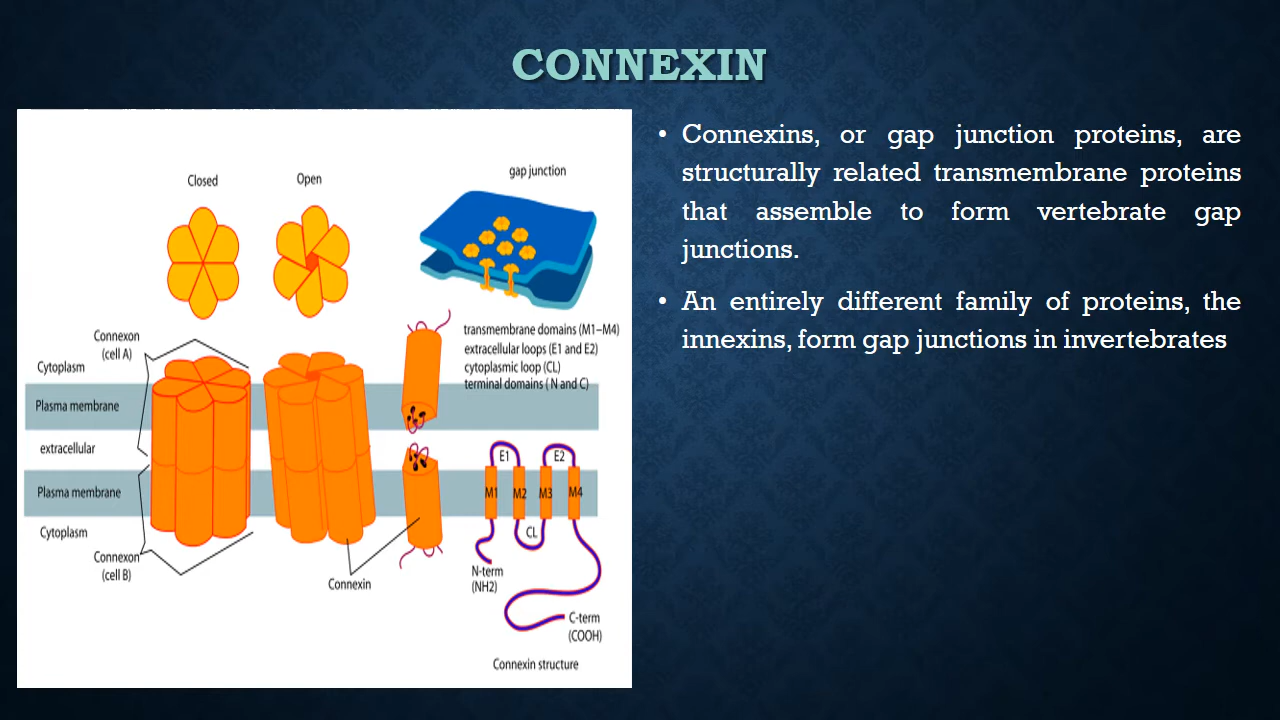 CONNEXIN
Closed
Open
gap junction
Connexon
(cell A)
Cytoplasm
Plasma membrane
extracellular
Plasma membrane
Cytoplasm
Connexon
(cell B)
Connexin
transmembrane domains (M1–M4)
extracellular loops (E1 and E2)
cytoplasmic loop (CL)
terminal domains ( N and C)
E1
E2
M1
M2
M3
M4
CL
N-term
(NH2)
C-term
(COOH)
Connexin structure
• Connexins, or gap junction proteins, are
structurally related transmembrane proteins
that assemble to form vertebrate gap
junctions.
• An entirely different family of proteins, the
innexins, form gap junctions in invertebrates